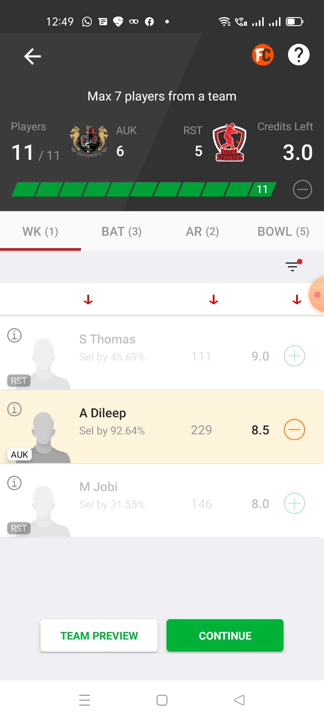 12:49
FC
?
Max 7 players from a team
Players AUK RST Credits Left
11 / 11 6 5 3.0
11
WK (1) BAT (3) AR (2) BOWL (5)
S Thomas
Sel by 46.69% 111 9.0
RST
A Dileep
Sel by 92.64% 229 8.5
AUK
M Jobi
Sel by 31.55% 146 8.0
RST
TEAM PREVIEW CONTINUE